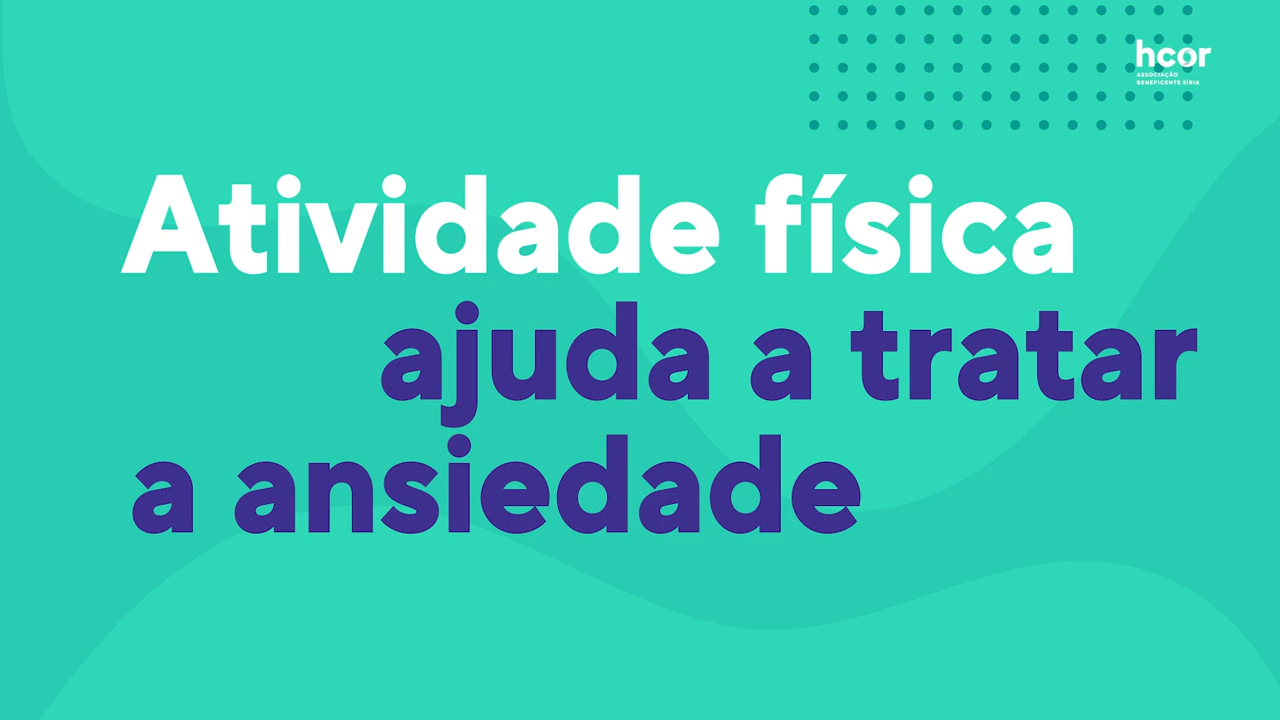 hcor
ASSOCIAÇÃO
BENEFICENTE SÍRIA
Atividade física
ajuda a tratar
a ansiedade